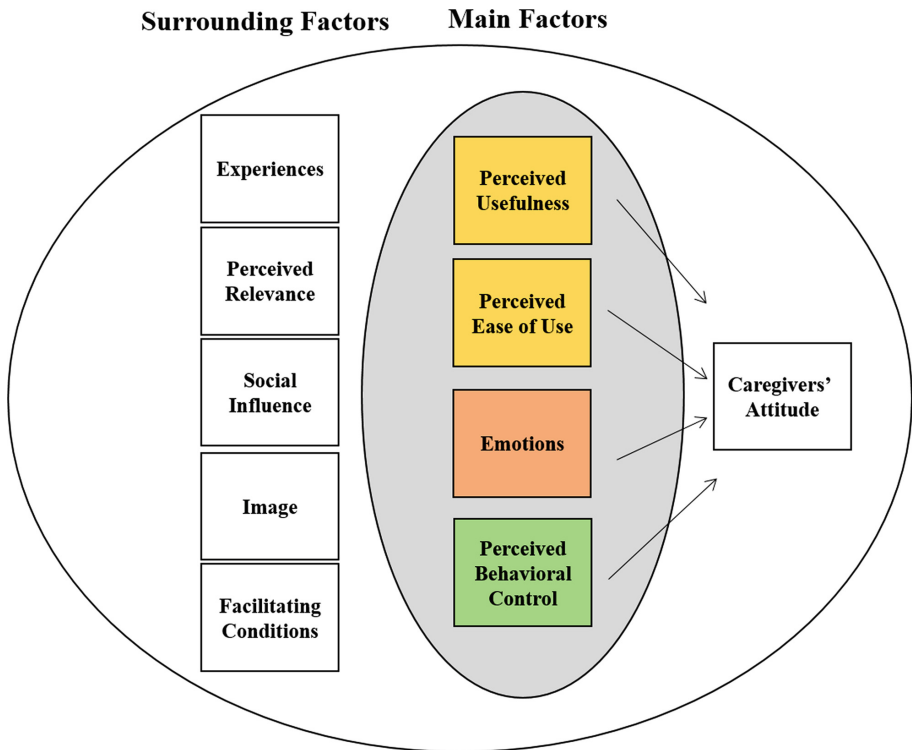 Surrounding Factors
Main Factors
Experiences
Perceived
Relevance
Social
Influence
Image
Facilitating
Conditions
Perceived
Usefulness
Perceived
Ease of Use
Emotions
Perceived
Behavioral
Control
Caregivers’
Attitude